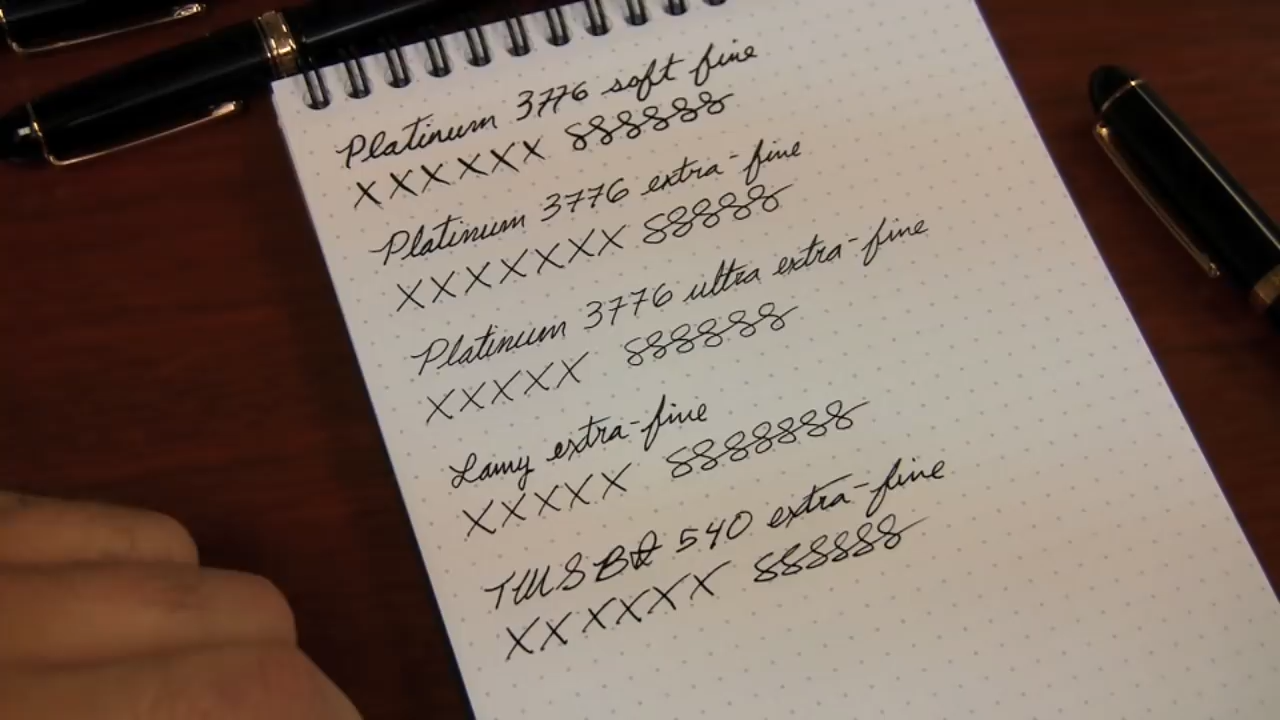 Platinum 3776 soft fine
XXXXXX 888888
Platinum 3776 extra-fine
XXXXXXX 88888
Platinum 3776 ultra extra-fine
XXXXX 888888
Lamy extra-fine
XXXXX 8888888
TWSBI 540 extra-fine
XXXXXX 888888